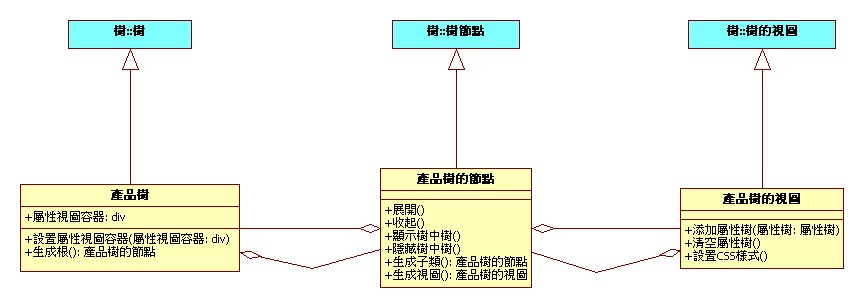 樹::樹
樹::樹節點
樹::樹的視圖
產品樹
+屬性視圖容器: div
+設置屬性視圖容器(屬性視圖容器: div)
+生成根(): 產品樹的節點
產品樹的節點
+展開()
+收起()
+顯示樹中樹()
+隱藏樹中樹()
+生成子類(): 產品樹的節點
+生成視圖(): 產品樹的視圖
產品樹的視圖
+添加屬性樹(屬性樹: 屬性樹)
+清空屬性樹()
+設置CSS樣式()